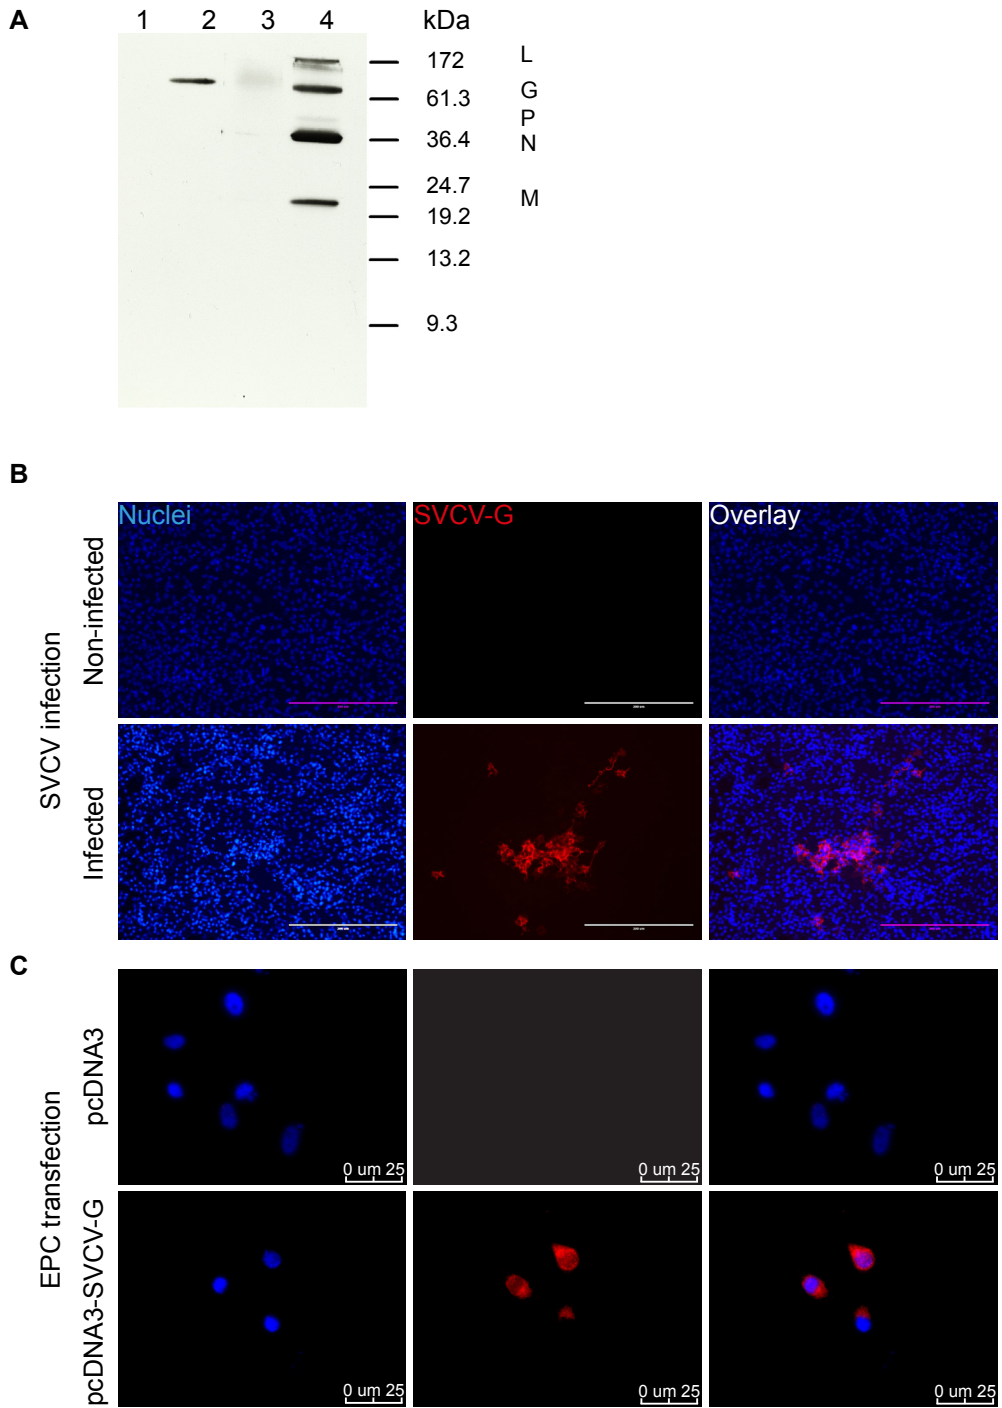 A
1 2 3 4 kDa
172 L
G
61.3
P
36.4 N
24.7
M
19.2
13.2
9.3
B
SVCV infection
Non-infected
Nuclei SVCV-G Overlay
Infected
C
EPC transfection
pcDNA3
0 um 25 0 um 25 0 um 25
pcDNA3-SVCV-G
0 um 25 0 um 25 0 um 25